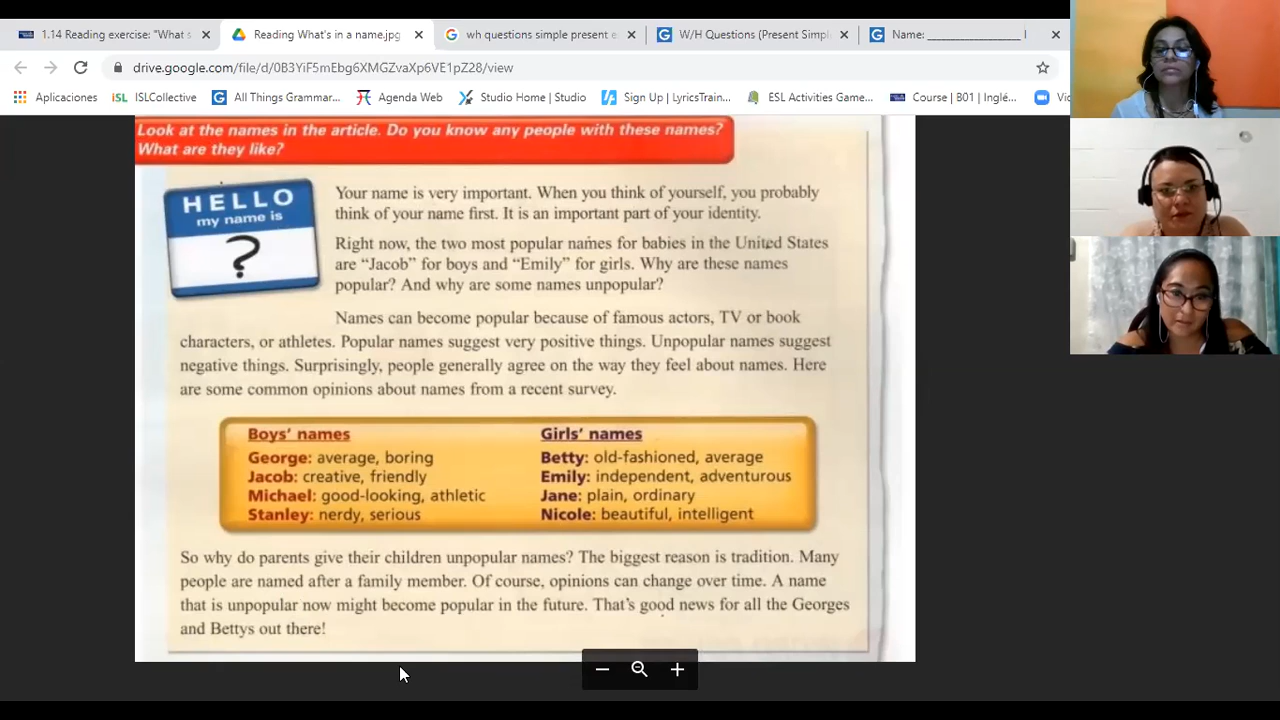 1.14 Reading exercise: "What s
Reading What's in a name.jpg
wh questions simple present e
W/H Questions (Present Simpl
Name: ____________________ I
drive.google.com/file/d/0B3YiF5mEbg6XMGZvaXp6VE1pZ28/view
Aplicaciones
iSL ISLCollective
All Things Grammar...
Agenda Web
Studio Home | Studio
Sign Up | LyricsTrain...
ESL Activities Game...
Course | B01 | Inglé...
Look at the names in the article. Do you know any people with these names?
What are they like?
HELLO
my name is
?
Your name is very important. When you think of yourself, you probably
think of your name first. It is an important part of your identity.
Right now, the two most popular names for babies in the United States
are “Jacob” for boys and “Emily” for girls. Why are these names
popular? And why are some names unpopular?
Names can become popular because of famous actors, TV or book
characters, or athletes. Popular names suggest very positive things. Unpopular names suggest
negative things. Surprisingly, people generally agree on the way they feel about names. Here
are some common opinions about names from a recent survey.
Boys’ names
George: average, boring
Jacob: creative, friendly
Michael: good-looking, athletic
Stanley: nerdy, serious
Girls’ names
Betty: old-fashioned, average
Emily: independent, adventurous
Jane: plain, ordinary
Nicole: beautiful, intelligent
So why do parents give their children unpopular names? The biggest reason is tradition. Many
people are named after a family member. Of course, opinions can change over time. A name
that is unpopular now might become popular in the future. That’s good news for all the Georges
and Bettys out there!